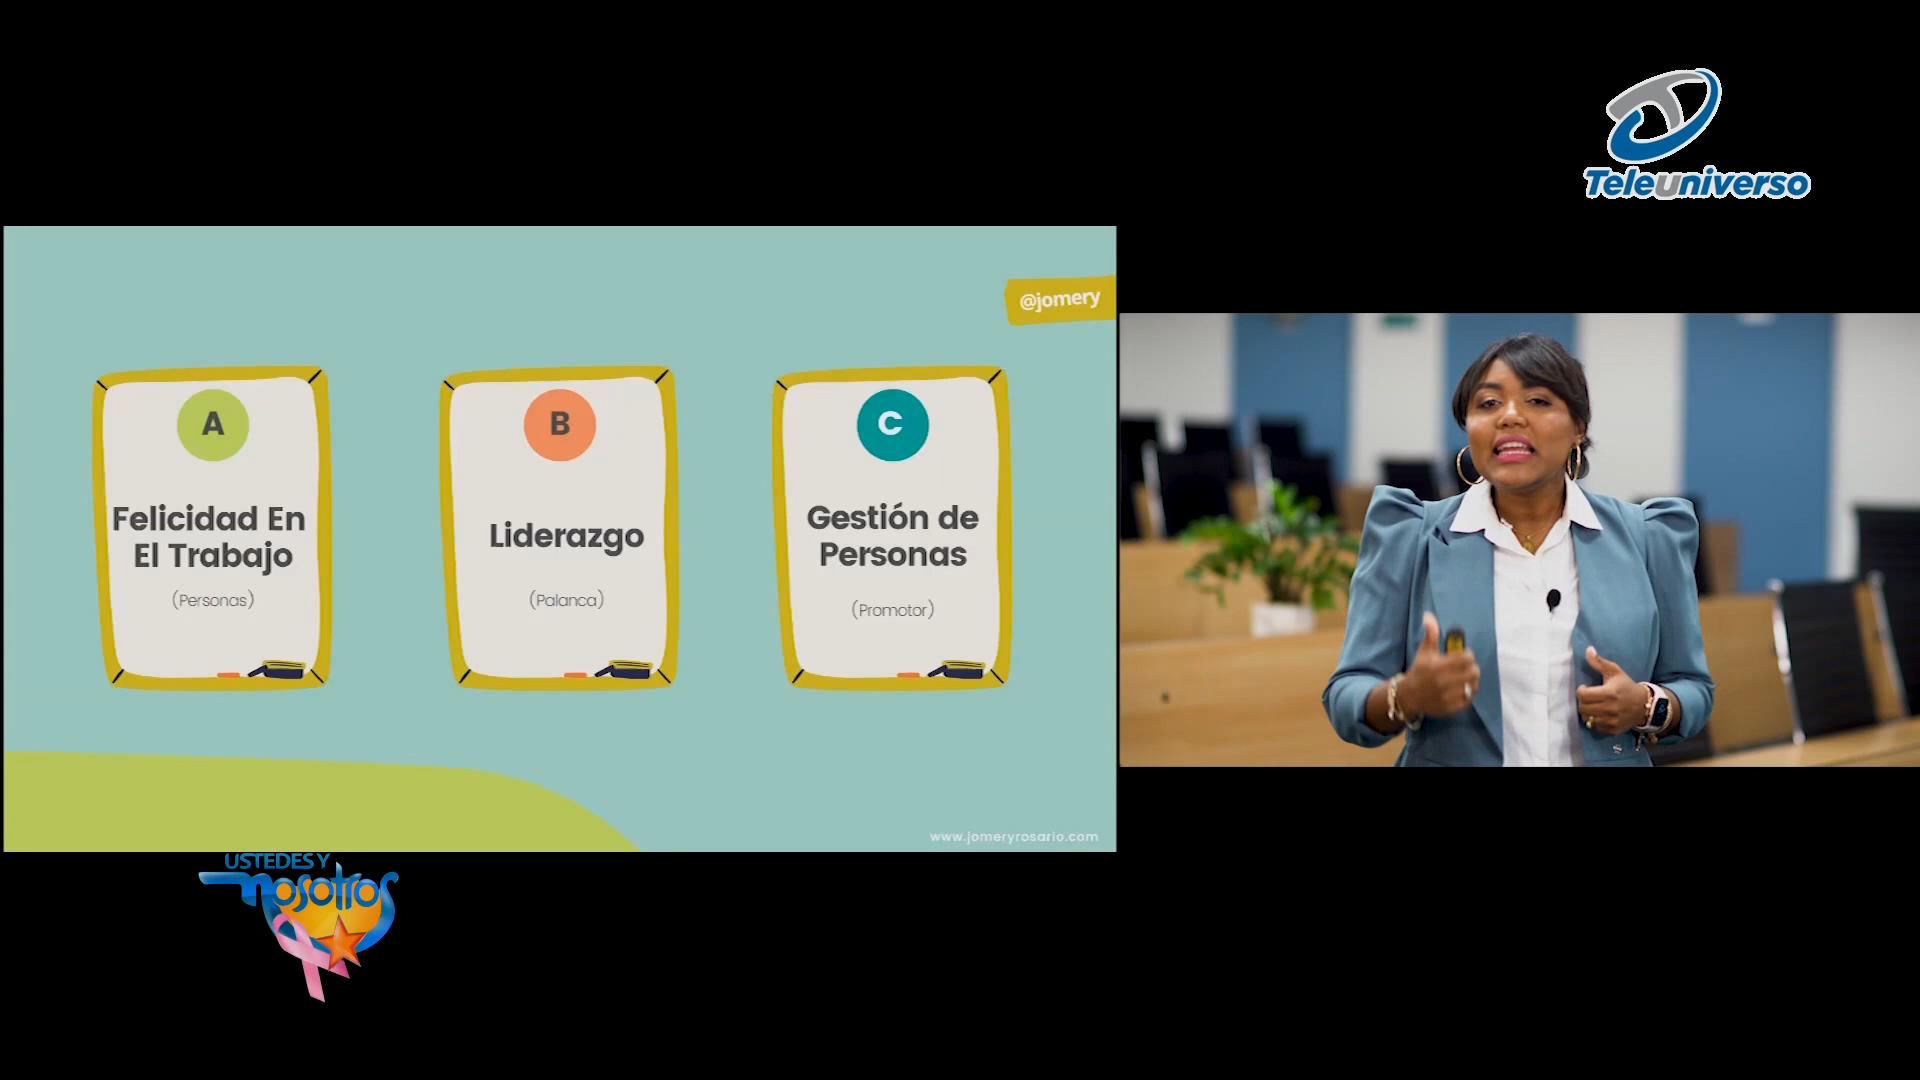 Teleuniverso
@jomery
A
Felicidad En
El Trabajo
(Personas)
B
Liderazgo
(Palanca)
C
Gestión de
Personas
(Promotor)
www.jomeryrosario.com
USTEDES Y
nosotros